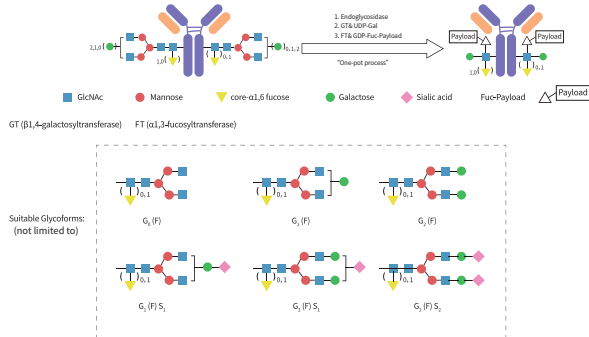 1. Endoglycosidase
2. GT& UDP-Gal
3. FT& GDP-Fuc-Payload
"One-pot process"
Payload
Payload
2,1,0
1,0
0,1
0,1,2
1,0
0,1
GlcNAc
Mannose
core-α1,6 fucose
Galactose
Sialic acid
Fuc-Payload
Payload
GT (β1,4-galactosyltransferase)
FT (α1,3-fucosyltransferase)
Suitable Glycoforms:
(not limited to)
( )0, 1
( )0, 1
( )0, 1
G0 (F)
G1 (F)
G2 (F)
( )0, 1
( )0, 1
( )0, 1
G1 (F) S1
G2 (F) S1
G2 (F) S2